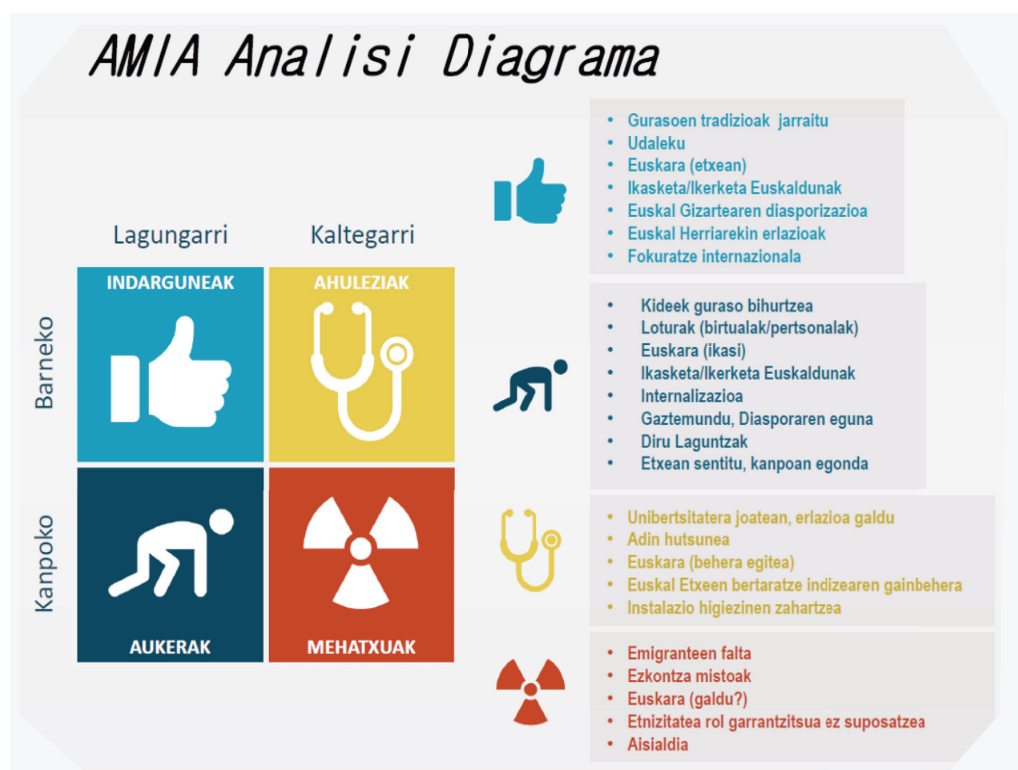 AMIA Analisi Diagrama
Lagungarri
Kaltegarri
Barneko
Kanpoko
INDARGUNEAK
AHULEZIAK
AUKERAK
MEHATXUAK
• Gurasoen tradizioak jarraitu
• Udaleku
• Euskara (etxean)
• Ikasketa/Ikerketa Euskaldunak
• Euskal Gizartearen diasporizazioa
• Euskal Herriarekin erlazioak
• Fokuratze internazionala
• Kideek guraso bihurtzea
• Loturak (birtualak/pertsonalak)
• Euskara (ikasi)
• Ikasketa/Ikerketa Euskaldunak
• Internalizazioa
• Gaztemundu, Diasporaren eguna
• Diru Laguntzak
• Etxean sentitu, kanpoan egonda
• Unibertsitatera joatean, erlazioa galdu
• Adin hutsunea
• Euskara (behera egitea)
• Euskal Etxeen bertaratze indizearen gainbehera
• Instalazio higiezinen zahartzea
• Emigranteen falta
• Ezkontza mistoak
• Euskara (galdu?)
• Etnizitatea rol garrantzitsua ez suposatzea
• Aisialdia